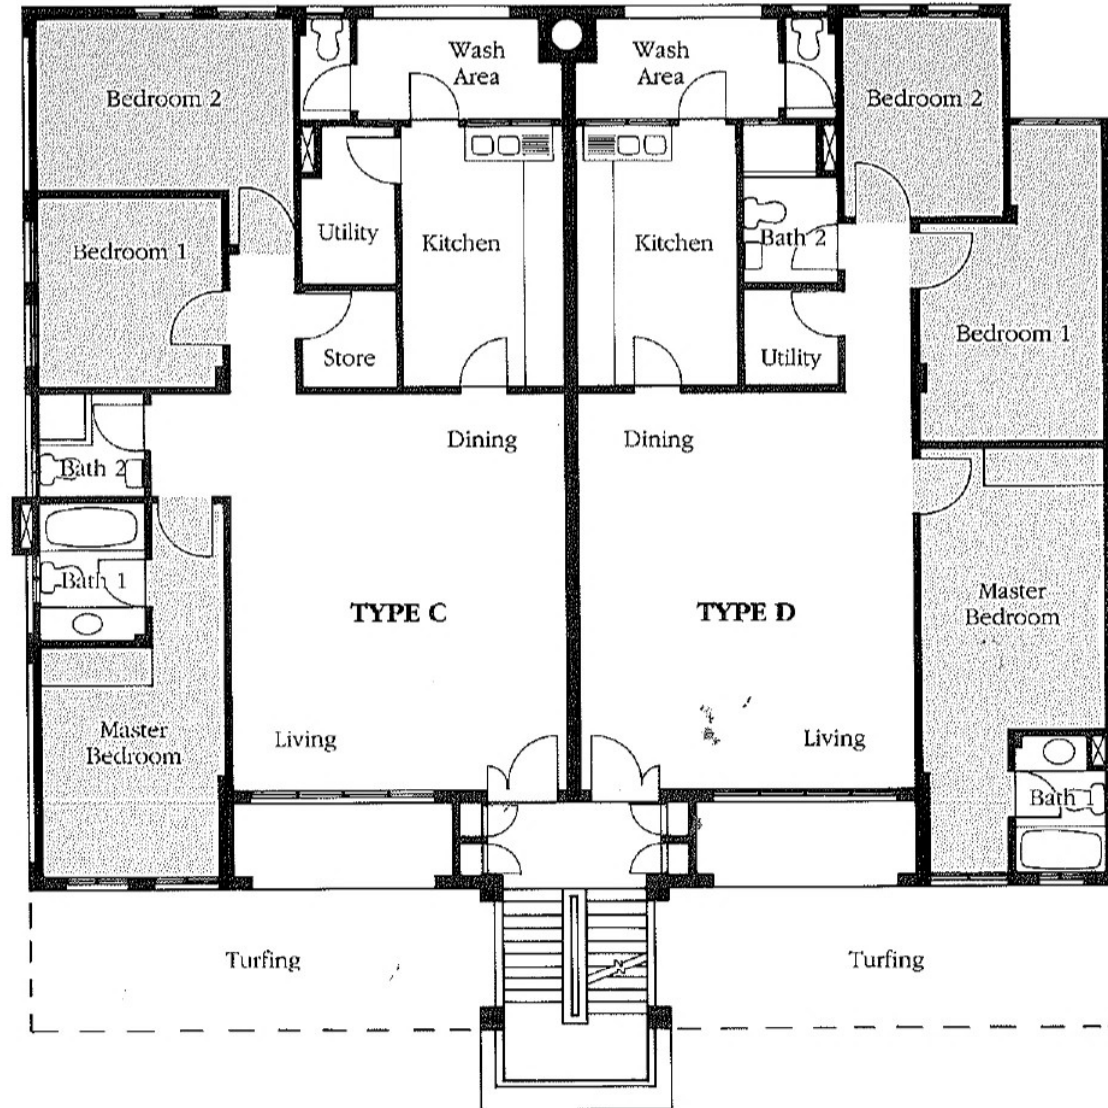 Wash
Area
Wash
Area
Bedroom 2
Bedroom 2
Utility
Kitchen
Kitchen
Bath 2
Bedroom 1
Bedroom 1
Store
Utility
Dining
Dining
Bath 2
Bath 1
TYPE C
TYPE D
Master
Bedroom
Master
Bedroom
Living
Living
Bath 1
Turfing
Turfing